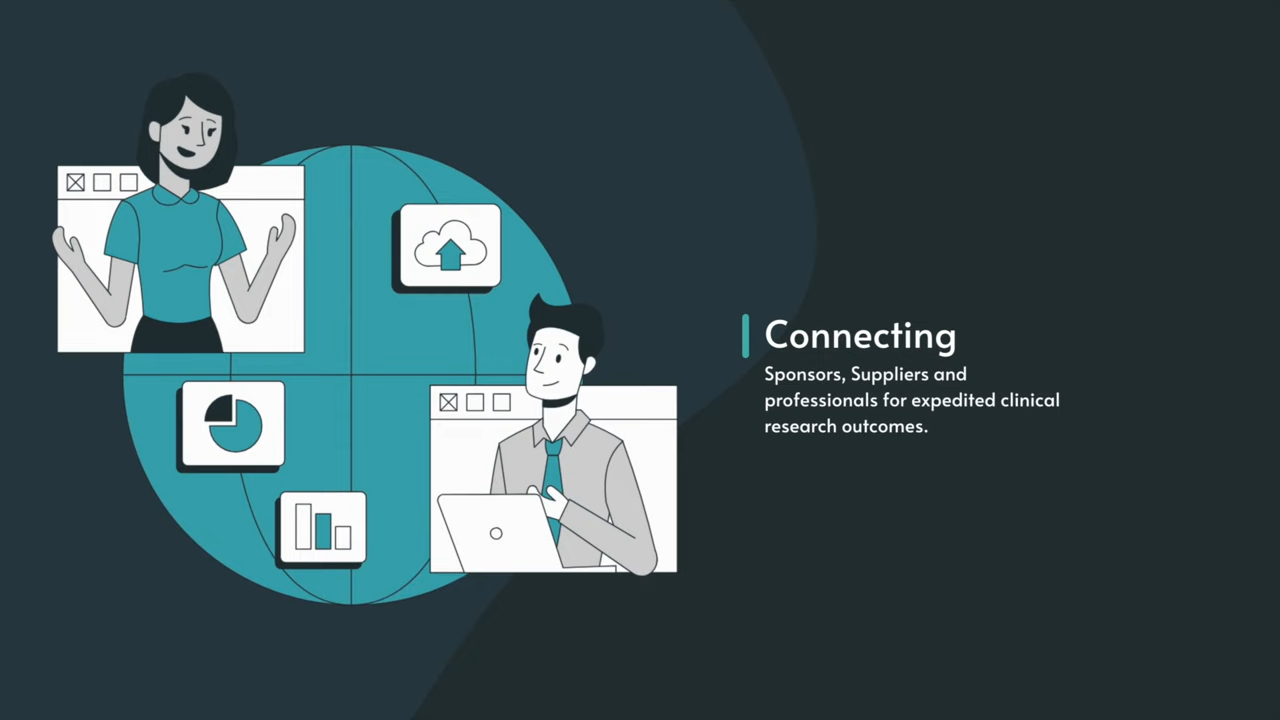 Connecting
Sponsors, Suppliers and
professionals for expedited clinical
research outcomes.